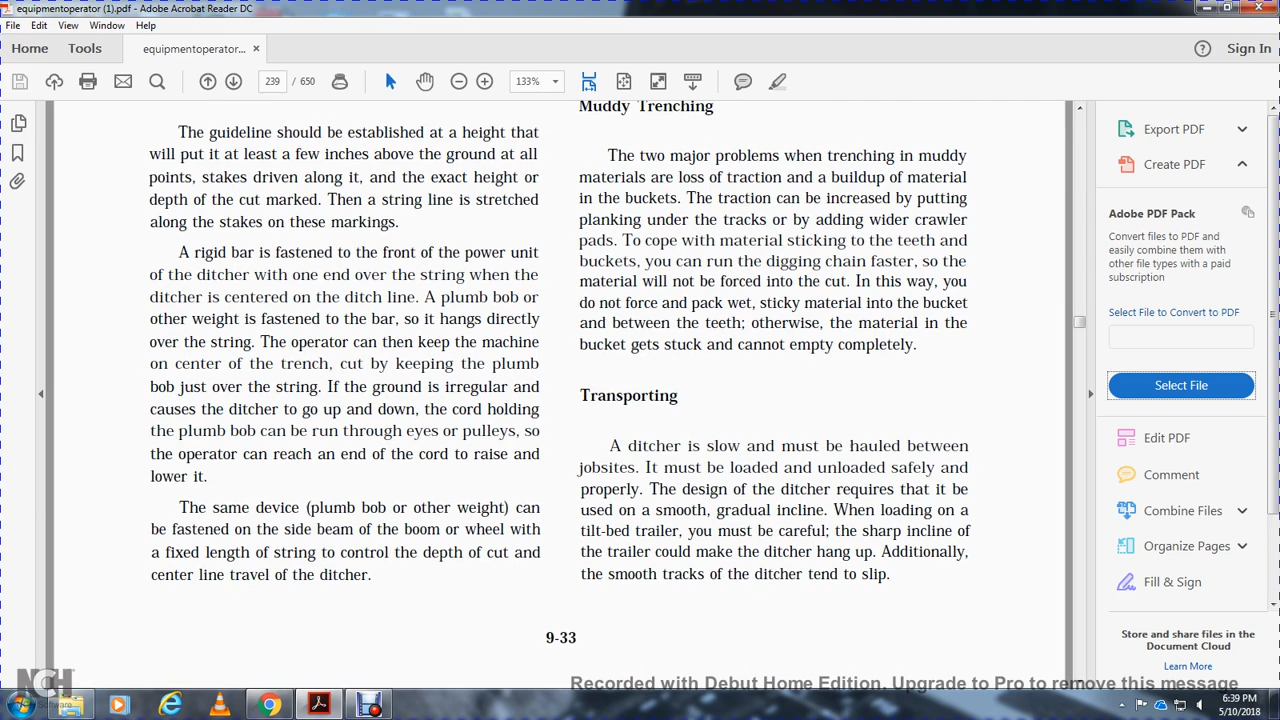 equipmentoperator (1).pdf - Adobe Acrobat Reader DC
File Edit View Window Help
Home Tools equipmentoperator... × Sign In
239 / 650 133%
The guideline should be established at a height that
will put it at least a few inches above the ground at all
points, stakes driven along it, and the exact height or
depth of the cut marked. Then a string line is stretched
along the stakes on these markings.
A rigid bar is fastened to the front of the power unit
of the ditcher with one end over the string when the
ditcher is centered on the ditch line. A plumb bob or
other weight is fastened to the bar, so it hangs directly
over the string. The operator can then keep the machine
on center of the trench, cut by keeping the plumb
bob just over the string. If the ground is irregular and
causes the ditcher to go up and down, the cord holding
the plumb bob can be run through eyes or pulleys, so
the operator can reach an end of the cord to raise and
lower it.
The same device (plumb bob or other weight) can
be fastened on the side beam of the boom or wheel with
a fixed length of string to control the depth of cut and
center line travel of the ditcher.
Muddy Trenching
The two major problems when trenching in muddy
materials are loss of traction and a buildup of material
in the buckets. The traction can be increased by putting
planking under the tracks or by adding wider crawler
pads. To cope with material sticking to the teeth and
buckets, you can run the digging chain faster, so the
material will not be forced into the cut. In this way, you
do not force and pack wet, sticky material into the bucket
and between the teeth; otherwise, the material in the
bucket gets stuck and cannot empty completely.
Transporting
A ditcher is slow and must be hauled between
jobsites. It must be loaded and unloaded safely and
properly. The design of the ditcher requires that it be
used on a smooth, gradual incline. When loading on a
tilt-bed trailer, you must be careful; the sharp incline of
the trailer could make the ditcher hang up. Additionally,
the smooth tracks of the ditcher tend to slip.
9-33
Export PDF
Create PDF
Adobe PDF Pack
Convert files to PDF and
easily combine them with
other file types with a paid
subscription
Select File to Convert to PDF
Select File
Edit PDF
Comment
Combine Files
Organize Pages
Fill & Sign
Store and share files in the
Document Cloud
Learn More
NCH
Software
Recorded with Debut Home Edition. Upgrade to Pro to remove this message
6:39 PM
5/10/2018